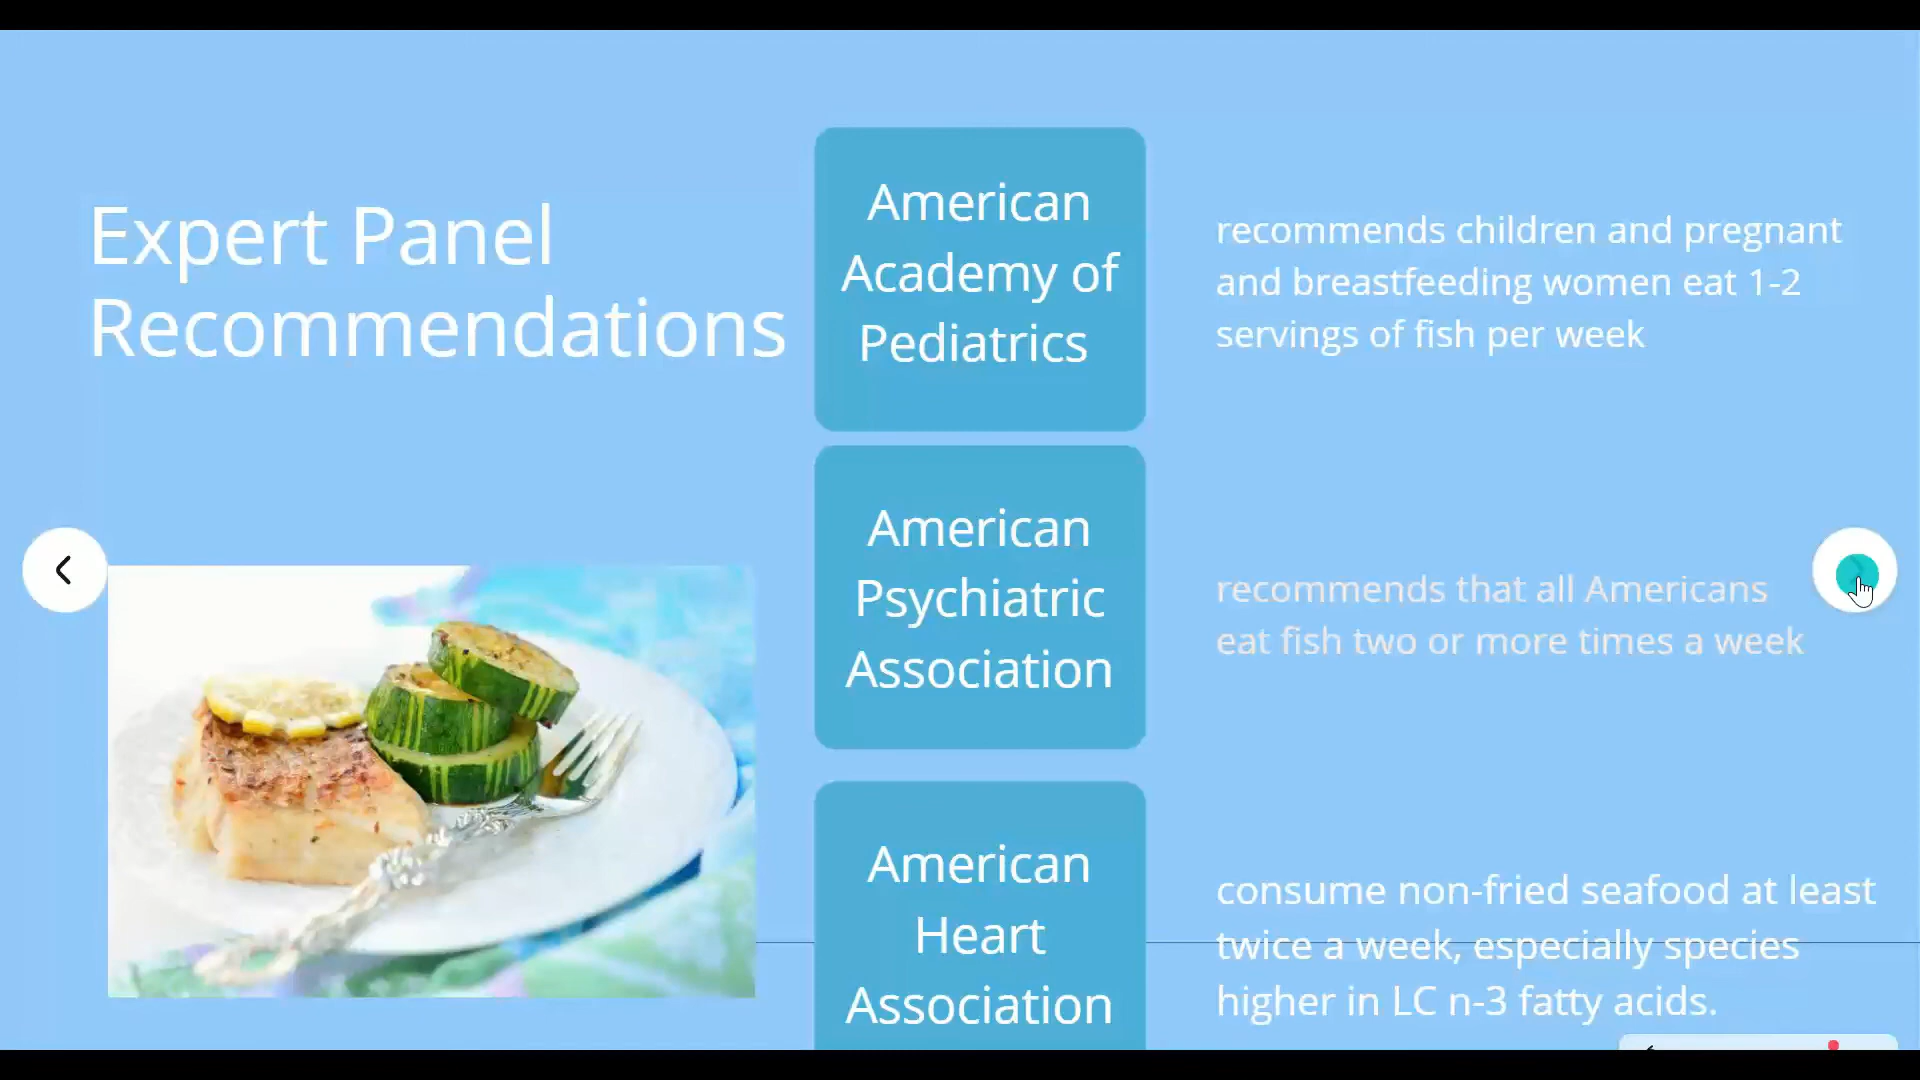 Expert Panel
Recommendations
American
Academy of
Pediatrics
recommends children and pregnant
and breastfeeding women eat 1-2
servings of fish per week
American
Psychiatric
Association
recommends that all Americans
eat fish two or more times a week
American
Heart
Association
consume non-fried seafood at least
twice a week, especially species
higher in LC n-3 fatty acids.